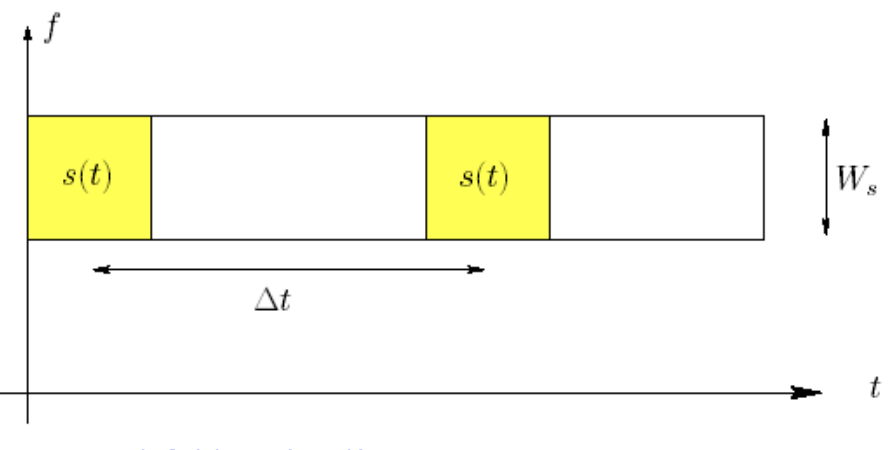 f
s(t) s(t)
W_s
Δt
t